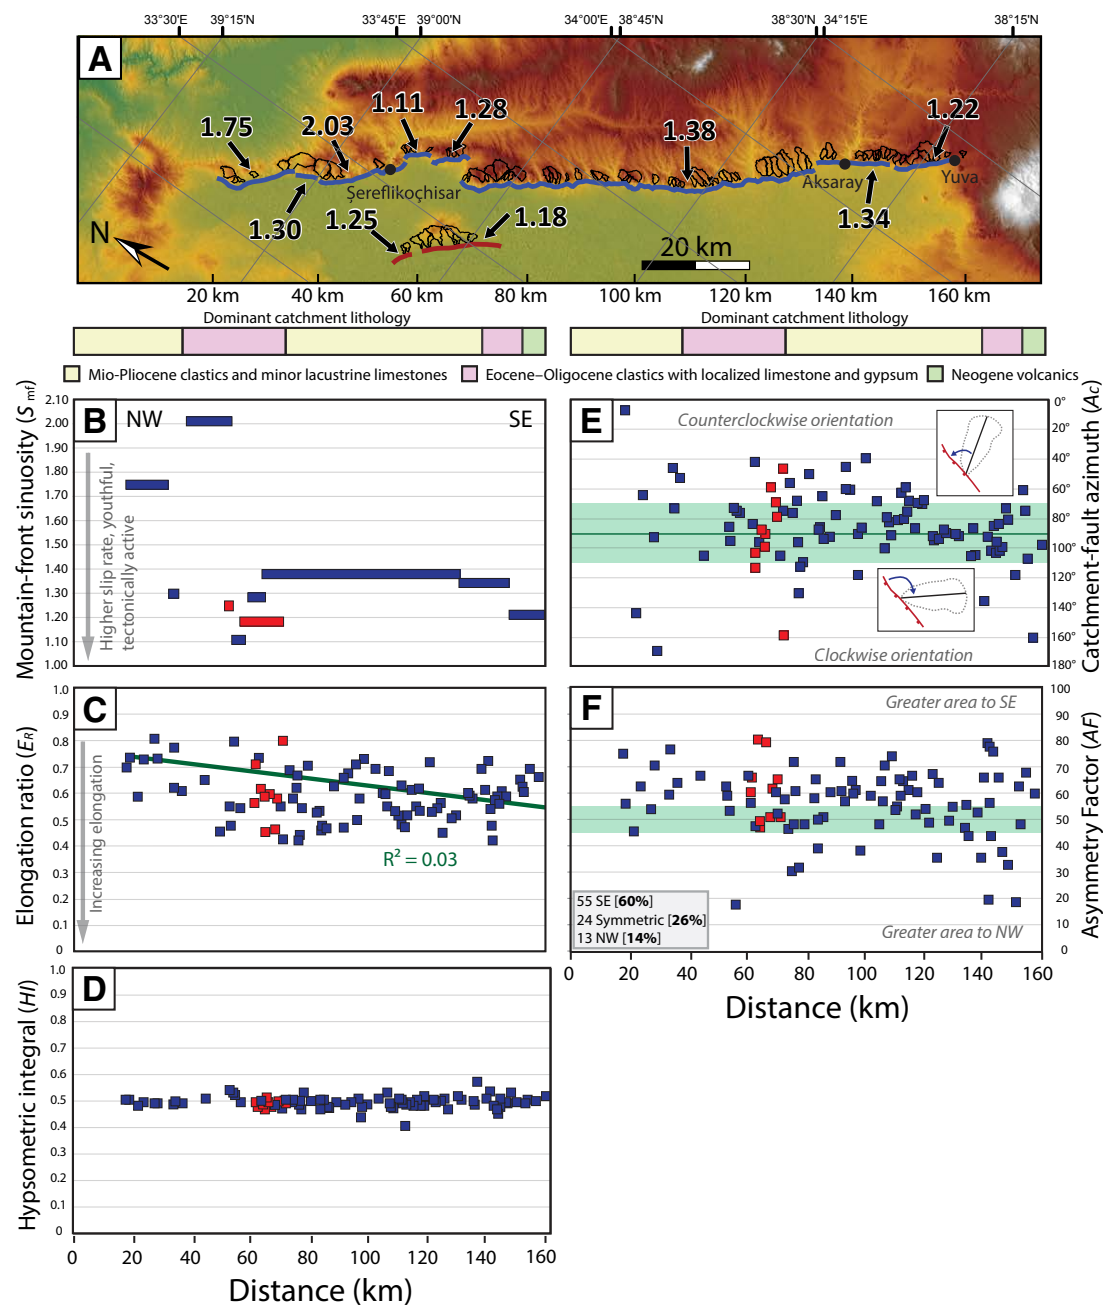 33°30'E 39°15'N 33°45'E 39°00'N 34°00'E 38°45'N 38°30'N 34°15'E 38°15'N
A
1.75
2.03
1.11
1.28
1.38
1.22
Şereflikoçhisar
Aksaray
Yuva
1.30
1.25
1.18
1.34
N
20 km
20 km 40 km 60 km 80 km 100 km 120 km 140 km 160 km
Dominant catchment lithology
Dominant catchment lithology
Mio-Pliocene clastics and minor lacustrine limestones
Eocene–Oligocene clastics with localized limestone and gypsum
Neogene volcanics
B
NW
SE
Mountain-front sinuosity (Smf)
2.10
2.00
1.90
1.80
1.70
1.60
1.50
1.40
1.30
1.20
1.10
1.00
Higher slip rate, youthful,
tectonically active
E
Counterclockwise orientation
Clockwise orientation
Catchment-fault azimuth (Ac)
0°
20°
40°
60°
80°
100°
120°
140°
160°
180°
C
Elongation ratio (ER)
1.0
0.9
0.8
0.7
0.6
0.5
0.4
0.3
0.2
0.1
0
Increasing elongation
R² = 0.03
F
Greater area to SE
55 SE [60%]
24 Symmetric [26%]
13 NW [14%]
Greater area to NW
Asymmetry Factor (AF)
100
90
80
70
60
50
40
30
20
10
0
0 20 40 60 80 100 120 140 160
Distance (km)
D
Hypsometric integral (HI)
1.0
0.9
0.8
0.7
0.6
0.5
0.4
0.3
0.2
0.1
0
0 20 40 60 80 100 120 140 160
Distance (km)